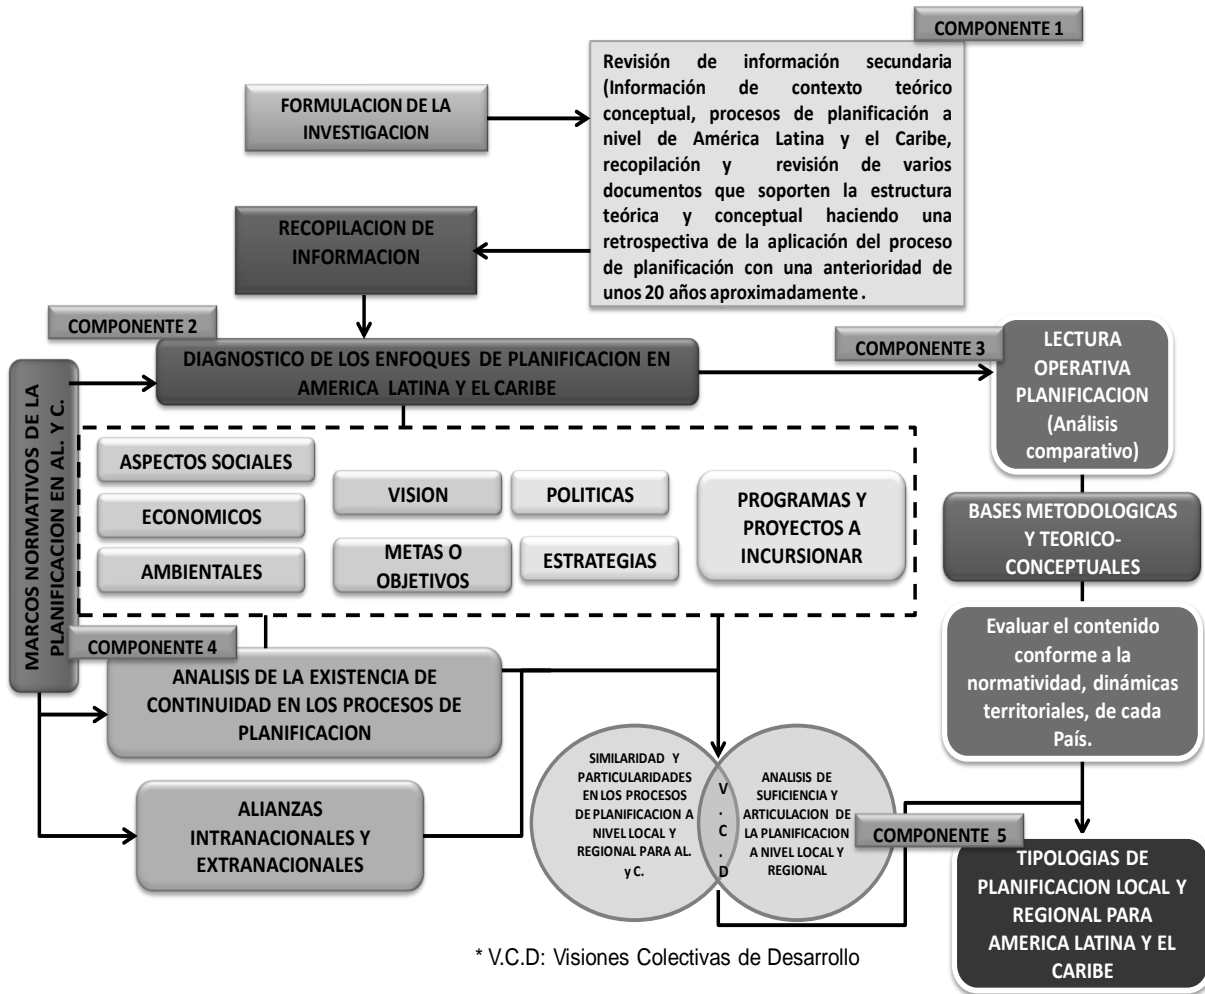 COMPONENTE 1
FORMULACION DE LA
INVESTIGACION
Revisión de información secundaria
(Información de contexto teórico
conceptual, procesos de planificación a
nivel de América Latina y el Caribe,
recopilación y revisión de varios
documentos que soporten la estructura
teórica y conceptual haciendo una
retrospectiva de la aplicación del proceso
de planificación con una anterioridad de
unos 20 años aproximadamente .
RECOPILACION DE
INFORMACION
COMPONENTE 2
DIAGNOSTICO DE LOS ENFOQUES DE PLANIFICACION EN
AMERICA LATINA Y EL CARIBE
COMPONENTE 3
LECTURA
OPERATIVA
PLANIFICACION
(Análisis
comparativo)
MARCOS NORMATIVOS DE LA
PLANIFICACION EN AL. Y C.
ASPECTOS SOCIALES
ECONOMICOS
AMBIENTALES
VISION
METAS O
OBJETIVOS
POLITICAS
ESTRATEGIAS
PROGRAMAS Y
PROYECTOS A
INCURSIONAR
BASES METODOLOGICAS
Y TEORICO-
CONCEPTUALES
Evaluar el contenido
conforme a la
normatividad, dinámicas
territoriales, de cada
País.
COMPONENTE 4
ANALISIS DE LA EXISTENCIA DE
CONTINUIDAD EN LOS PROCESOS DE
PLANIFICACION
ALIANZAS
INTRANACIONALES Y
EXTRANACIONALES
SIMILARIDAD Y
PARTICULARIDADES
EN LOS PROCESOS
DE PLANIFICACION A
NIVEL LOCAL Y
REGIONAL PARA AL.
y C.
V
.
C
.
D
ANALISIS DE
SUFICIENCIA Y
ARTICULACION DE
LA PLANIFICACION
A NIVEL LOCAL Y
REGIONAL
COMPONENTE 5
TIPOLOGIAS DE
PLANIFICACION LOCAL Y
REGIONAL PARA
AMERICA LATINA Y EL
CARIBE
* V.C.D: Visiones Colectivas de Desarrollo